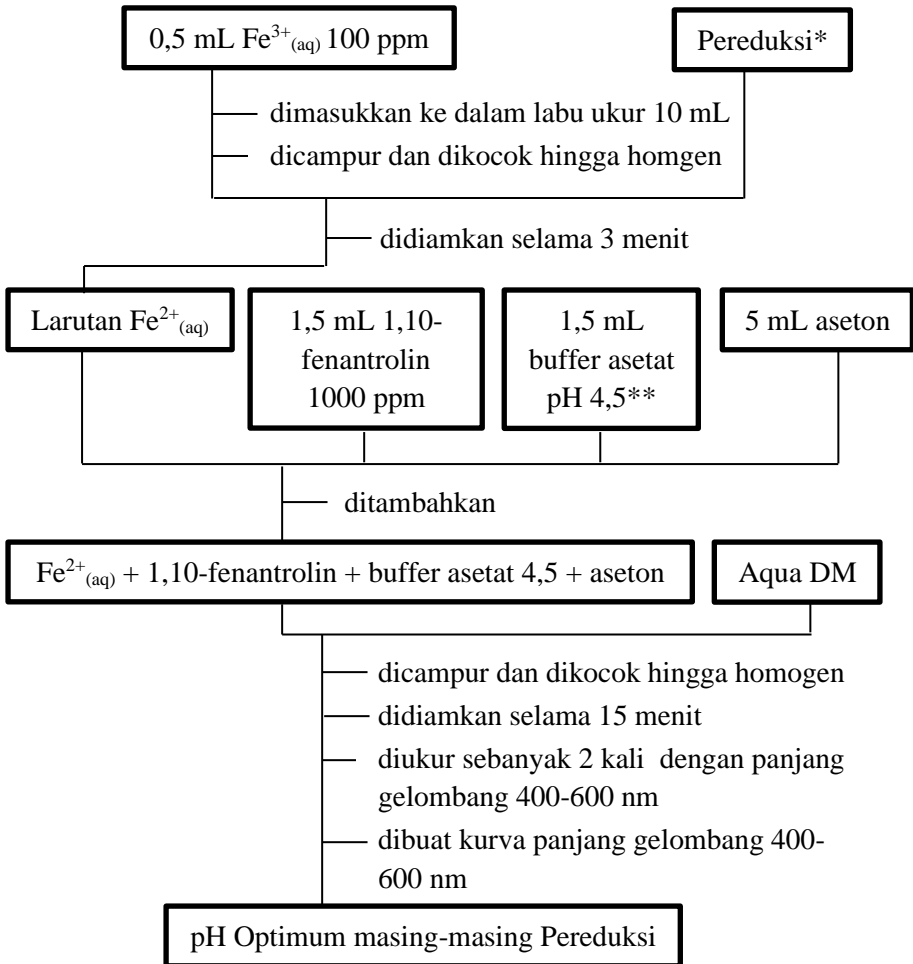 0,5 mL Fe³⁺(aq) 100 ppm
Pereduksi*
dimasukkan ke dalam labu ukur 10 mL
dicampur dan dikocok hingga homgen
didiamkan selama 3 menit
Larutan Fe²⁺(aq)
1,5 mL 1,10-
fenantrolin
1000 ppm
1,5 mL
buffer asetat
pH 4,5**
5 mL aseton
ditambahkan
Fe²⁺(aq) + 1,10-fenantrolin + buffer asetat 4,5 + aseton
Aqua DM
dicampur dan dikocok hingga homogen
didiamkan selama 15 menit
diukur sebanyak 2 kali dengan panjang
gelombang 400-600 nm
dibuat kurva panjang gelombang 400-
600 nm
pH Optimum masing-masing Pereduksi